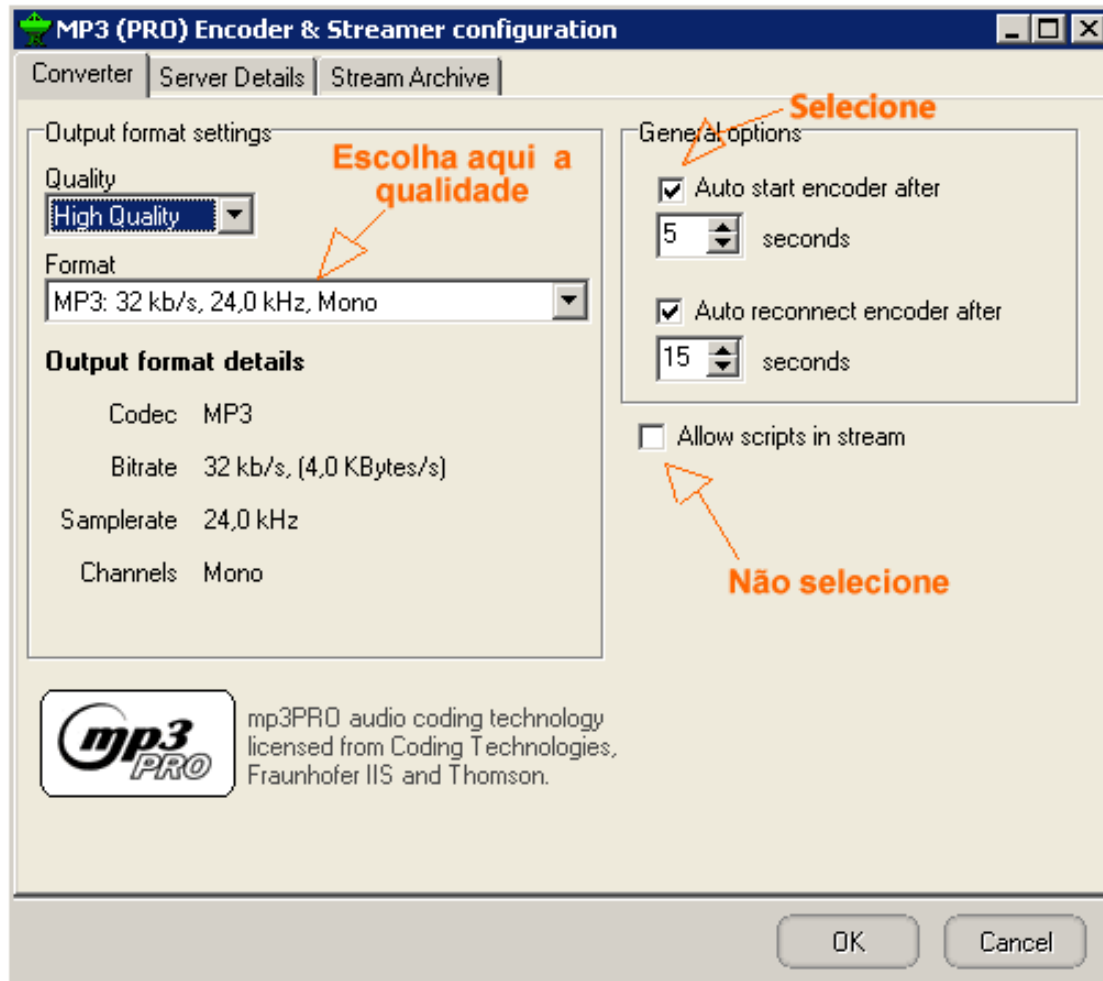 MP3 (PRO) Encoder & Streamer configuration
Converter
Server Details
Stream Archive
Output format settings
Escolha aqui a
qualidade
Quality
High Quality
Format
MP3: 32 kb/s, 24,0 kHz, Mono
Output format details
Codec MP3
Bitrate 32 kb/s, (4,0 KBytes/s)
Samplerate 24,0 kHz
Channels Mono
Selecione
General options
Auto start encoder after
5 seconds
Auto reconnect encoder after
15 seconds
Allow scripts in stream
Não selecione
mp3
PRO
mp3PRO audio coding technology
licensed from Coding Technologies,
Fraunhofer IIS and Thomson.
OK
Cancel